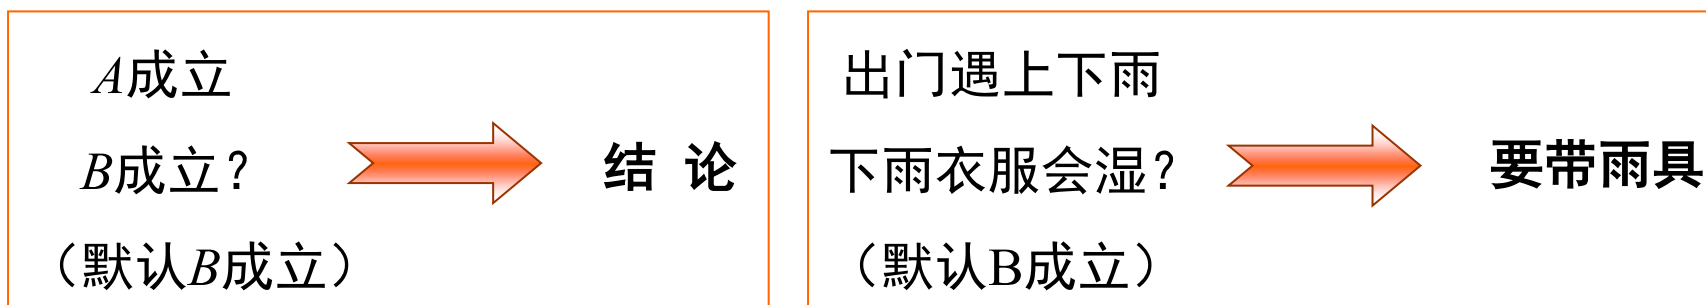 A成立
B成立？
（默认B成立）
结 论
出门遇上下雨
下雨衣服会湿？
（默认B成立）
要带雨具